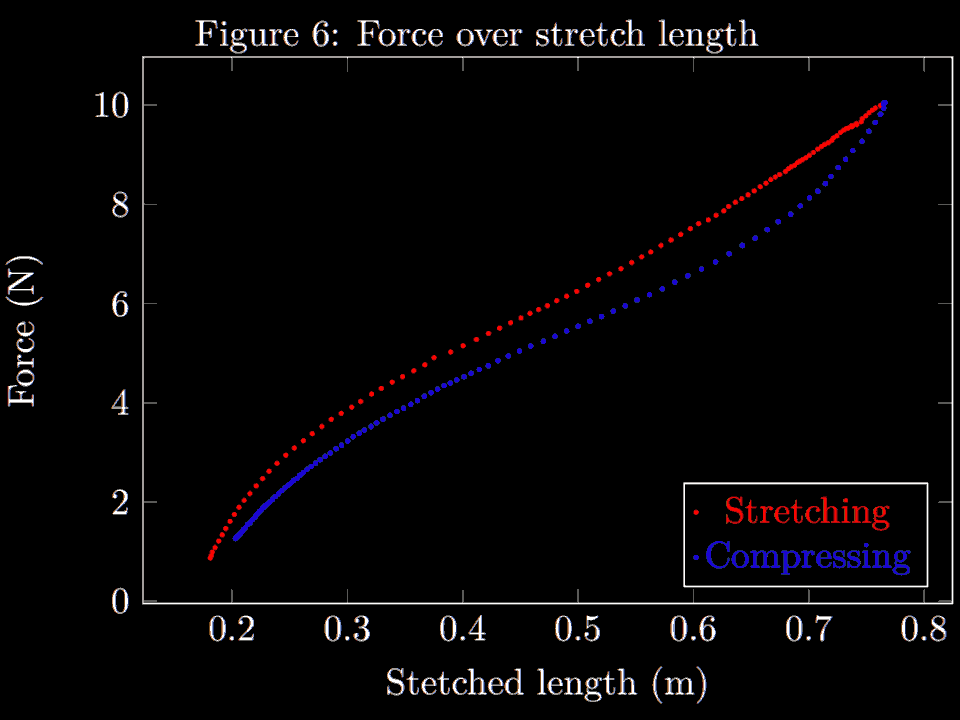 Figure 6: Force over stretch length
10
8
6
4
2
0
Force (N)
0.2 0.3 0.4 0.5 0.6 0.7 0.8
Stetched length (m)
Stretching
Compressing